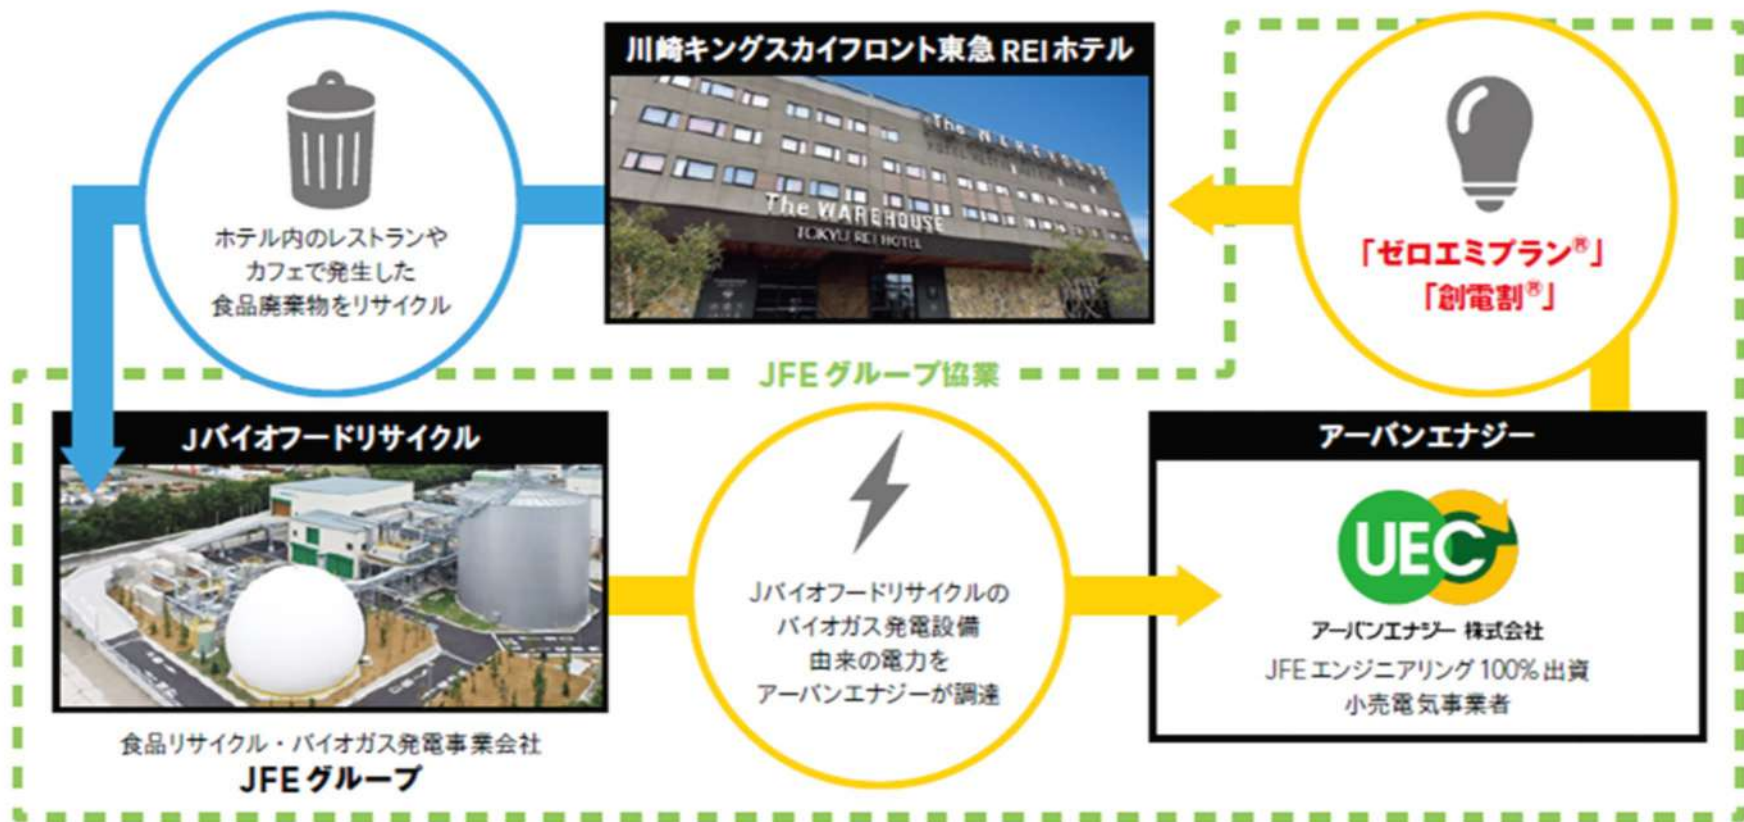 川崎キングスカイフロント東急 REI ホテル
The WAREHOUSE
The WAREHOUSE
TOKYU REI HOTEL
ホテル内のレストランや
カフェで発生した
食品廃棄物をリサイクル
「ゼロエミプラン®」
「創電割®」
JFE グループ協業
Jバイオフードリサイクル
食品リサイクル・バイオガス発電事業会社
JFE グループ
Jバイオフードリサイクルの
バイオガス発電設備
由来の電力を
アーバンエナジーが調達
アーバンエナジー
UEC
アーバンエナジー 株式会社
JFE エンジニアリング 100% 出資
小売電気事業者